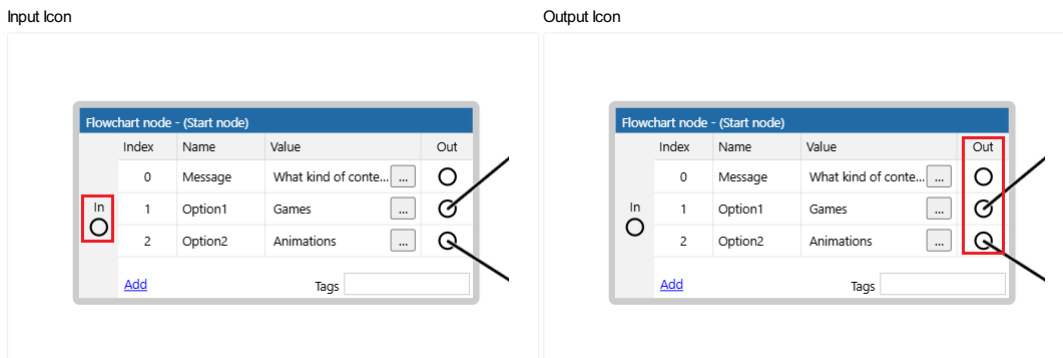 Input Icon
Flowchart node - (Start node)
Index Name Value Out
0 Message What kind of conte... ...
In 1 Option1 Games ...
2 Option2 Animations ...
Add Tags
Output Icon
Flowchart node - (Start node)
Index Name Value Out
0 Message What kind of conte... ...
In 1 Option1 Games ...
2 Option2 Animations ...
Add Tags